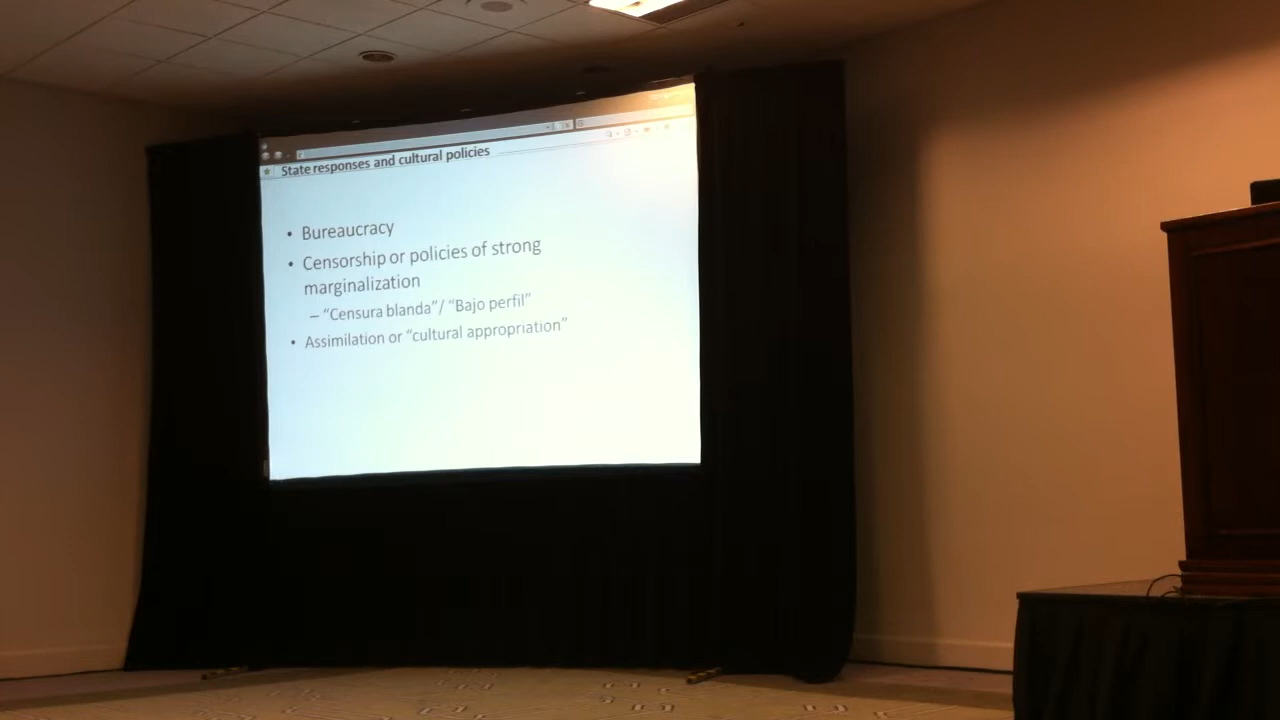 State responses and cultural policies
• Bureaucracy
• Censorship or policies of strong
marginalization
– “Censura blanda”/ “Bajo perfil”
• Assimilation or “cultural appropriation”